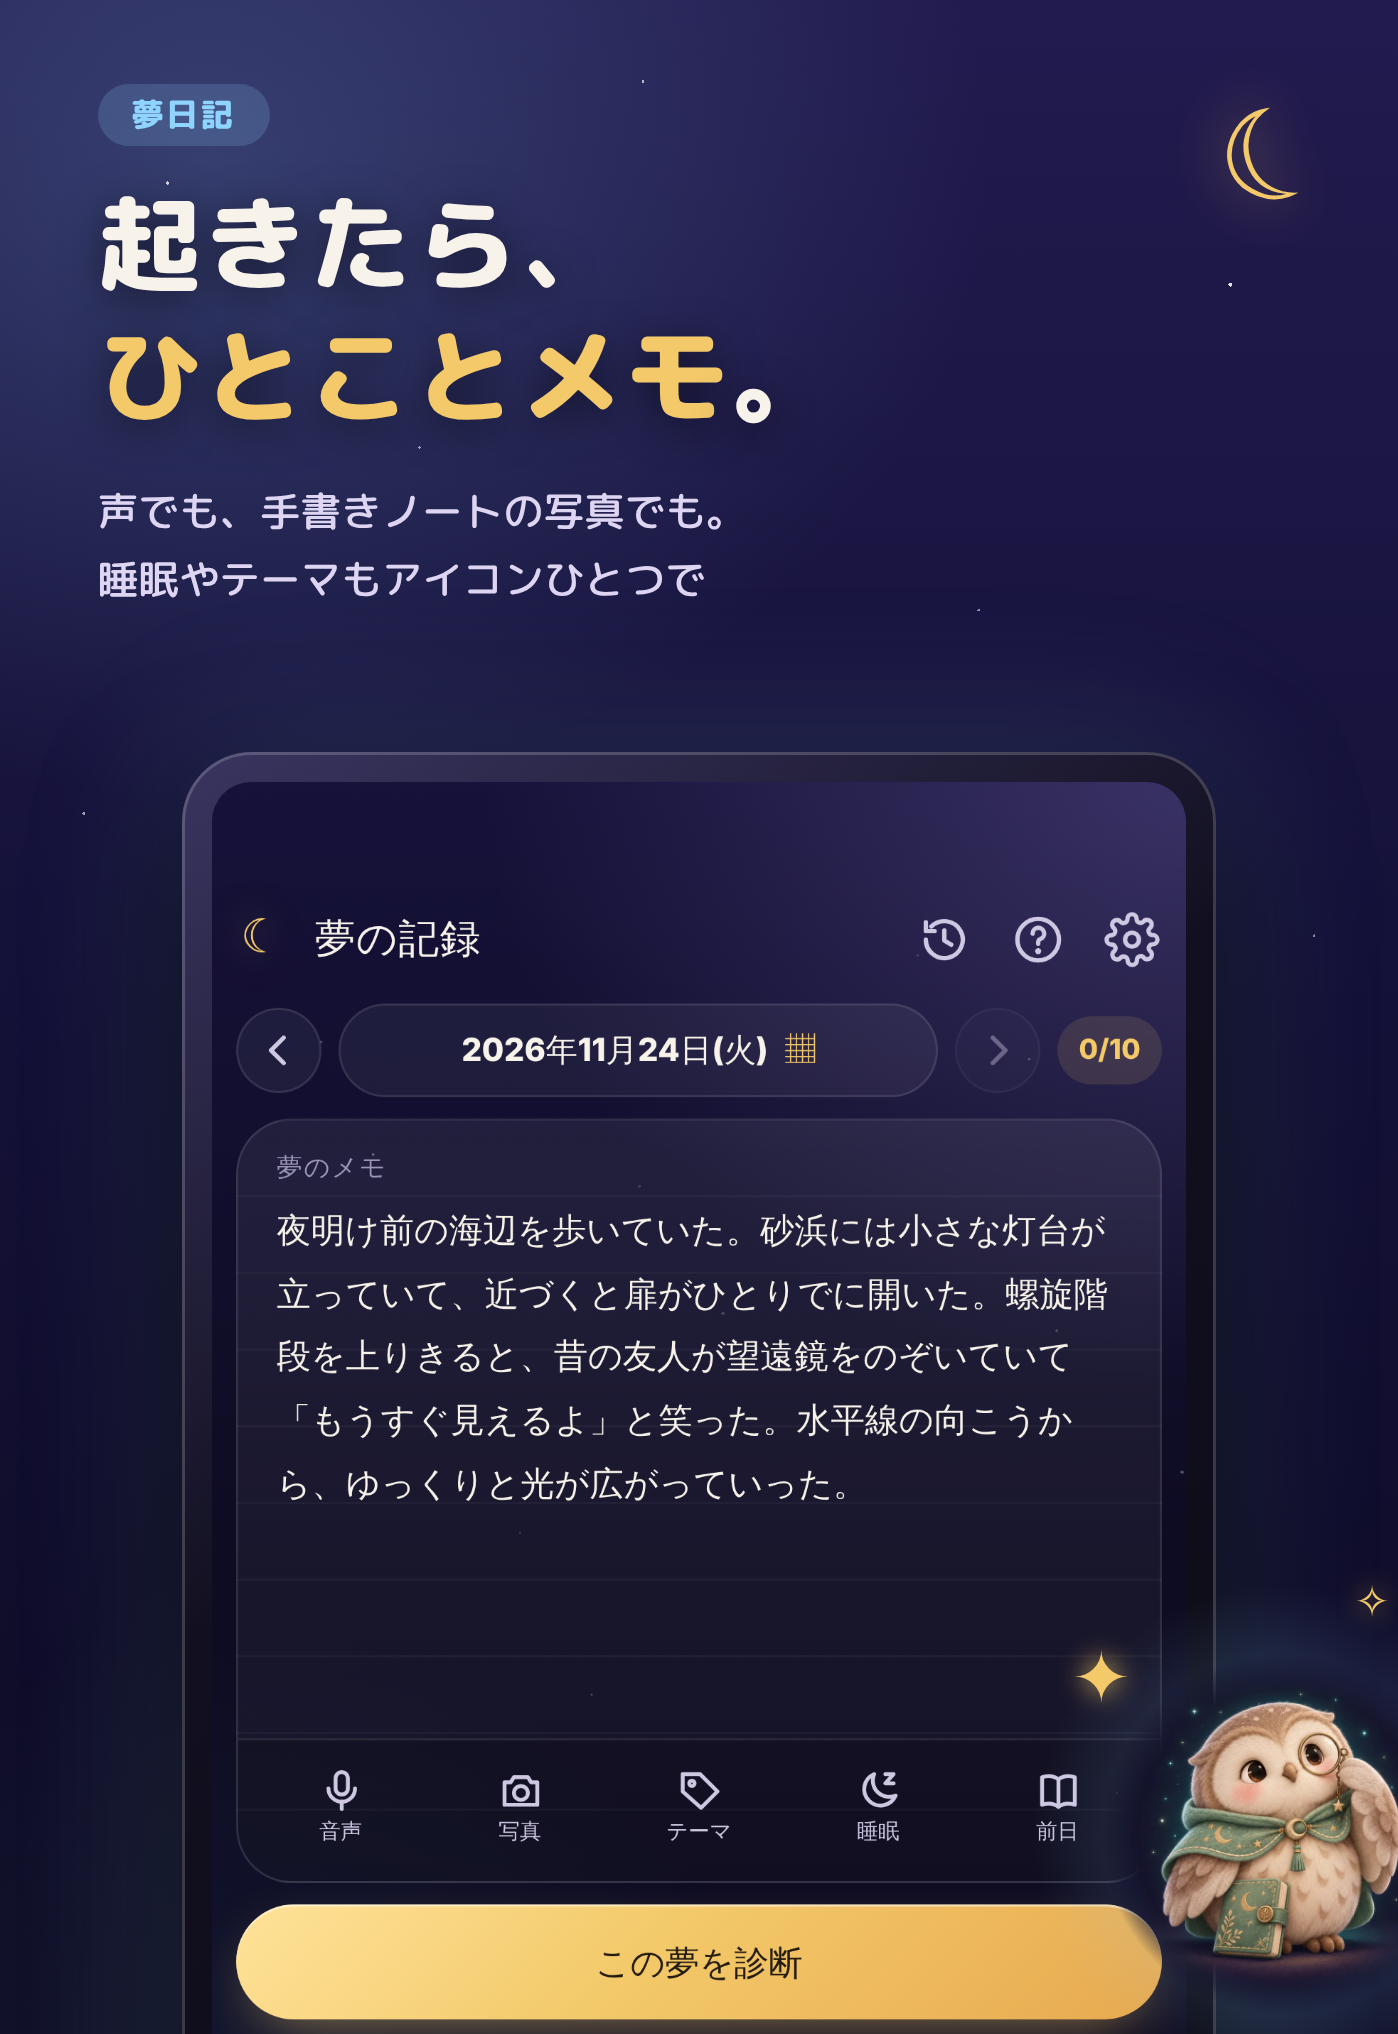 夢日記
起きたら、
ひとことメモ。
声でも、手書きノートの写真でも。
睡眠やテーマもアイコンひとつで
夢の記録
2026年11月24日(火)
0/10
夢のメモ
夜明け前の海辺を歩いていた。砂浜には小さな灯台が
立っていて、近づくと扉がひとりでに開いた。螺旋階
段を上りきると、昔の友人が望遠鏡をのぞいていて
「もうすぐ見えるよ」と笑った。水平線の向こうか
ら、ゆっくりと光が広がっていった。
音声 写真 テーマ 睡眠 前日
この夢を診断